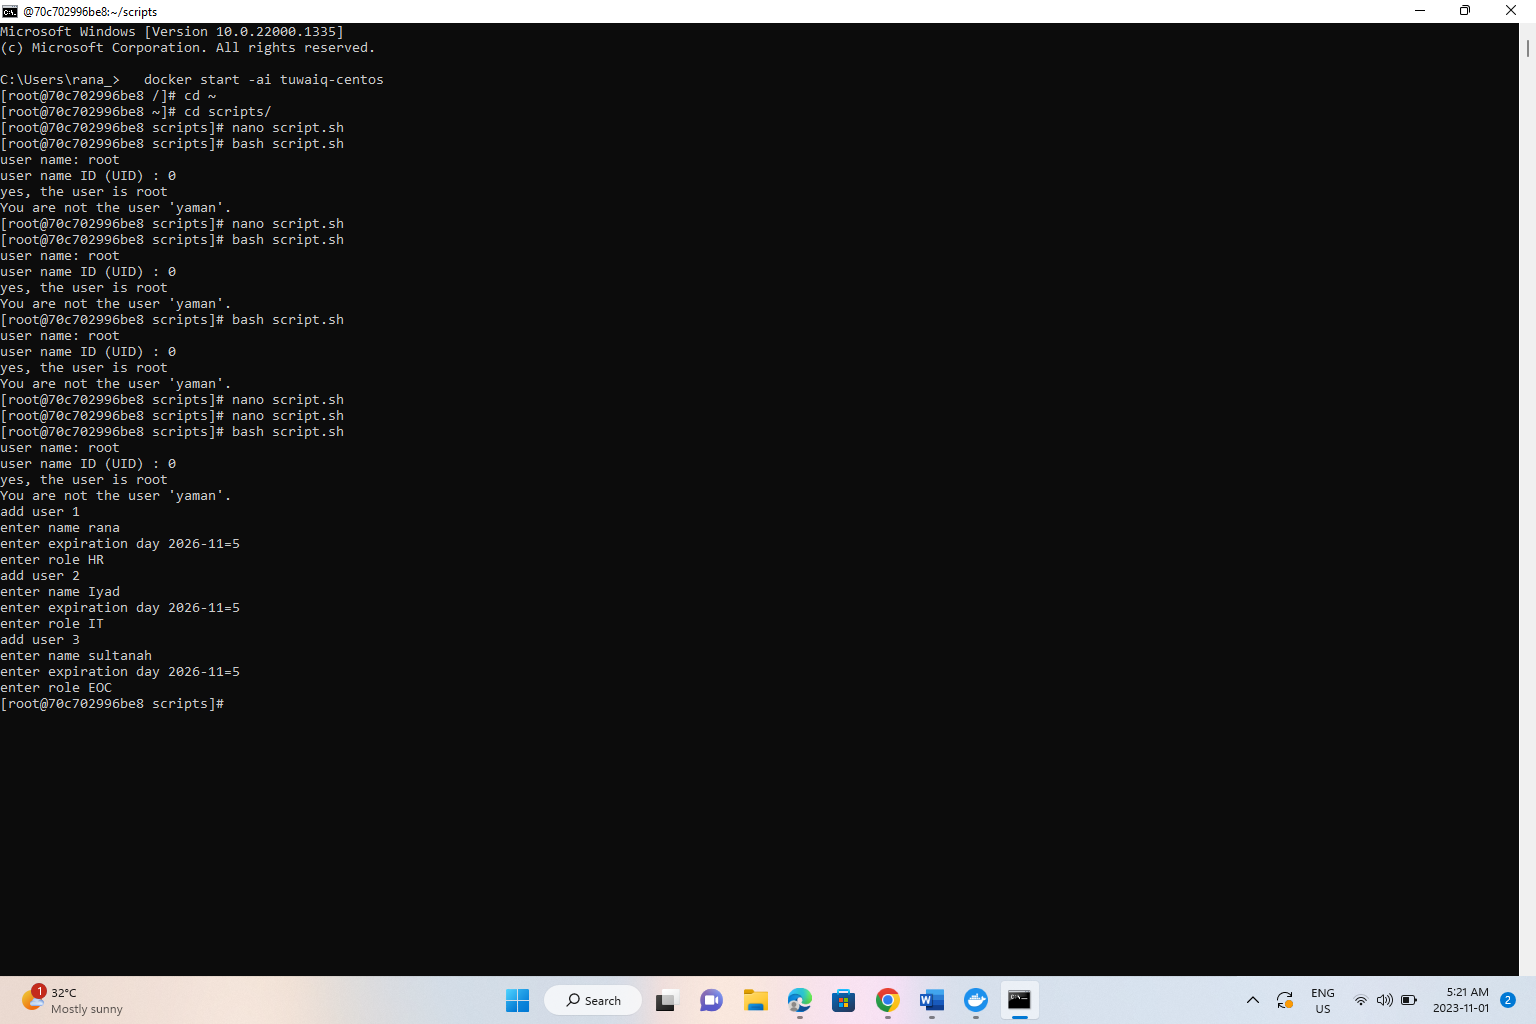 @70c702996be8:~/scripts
Microsoft Windows [Version 10.0.22000.1335]
(c) Microsoft Corporation. All rights reserved.
C:\Users\rana_>   docker start -ai tuwaiq-centos
[root@70c702996be8 /]# cd ~
[root@70c702996be8 ~]# cd scripts/
[root@70c702996be8 scripts]# nano script.sh
[root@70c702996be8 scripts]# bash script.sh
user name: root
user name ID (UID) : 0
yes, the user is root
You are not the user 'yaman'.
[root@70c702996be8 scripts]# nano script.sh
[root@70c702996be8 scripts]# bash script.sh
user name: root
user name ID (UID) : 0
yes, the user is root
You are not the user 'yaman'.
[root@70c702996be8 scripts]# bash script.sh
user name: root
user name ID (UID) : 0
yes, the user is root
You are not the user 'yaman'.
[root@70c702996be8 scripts]# nano script.sh
[root@70c702996be8 scripts]# nano script.sh
[root@70c702996be8 scripts]# bash script.sh
user name: root
user name ID (UID) : 0
yes, the user is root
You are not the user 'yaman'.
add user 1
enter name rana
enter expiration day 2026-11=5
enter role HR
add user 2
enter name Iyad
enter expiration day 2026-11=5
enter role IT
add user 3
enter name sultanah
enter expiration day 2026-11=5
enter role EOC
[root@70c702996be8 scripts]#
1
32°C
Mostly sunny
Search
W
ENG
US
5:21 AM
2023-11-01
2